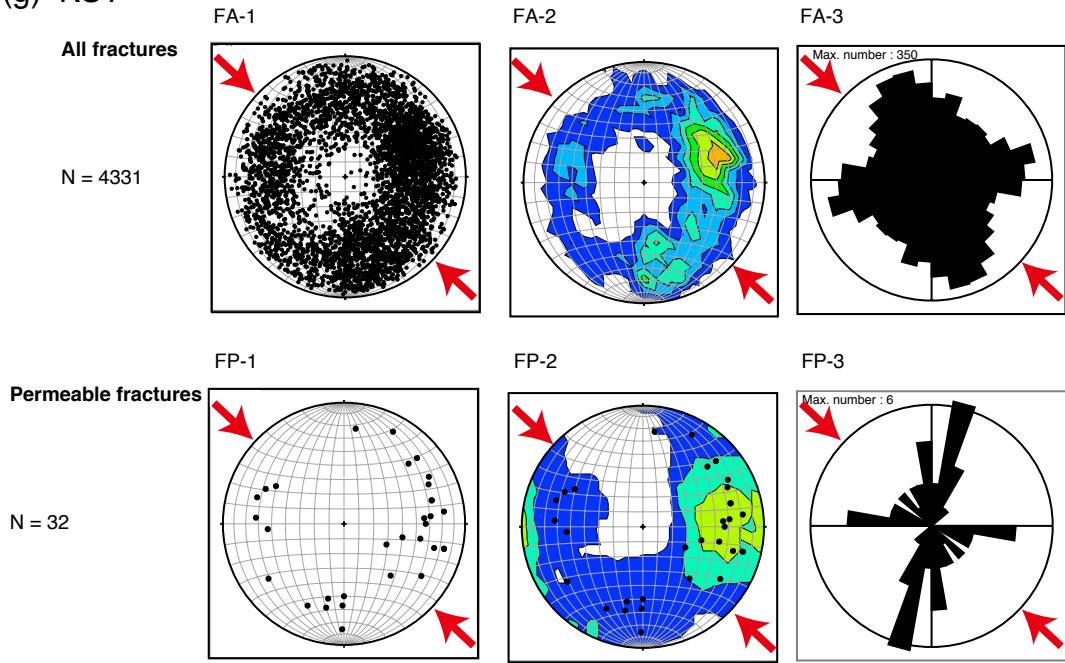 FA-1
FA-2
FA-3
All fractures
Max. number : 350
N = 4331
FP-1
FP-2
FP-3
Permeable fractures
Max. number : 6
N = 32